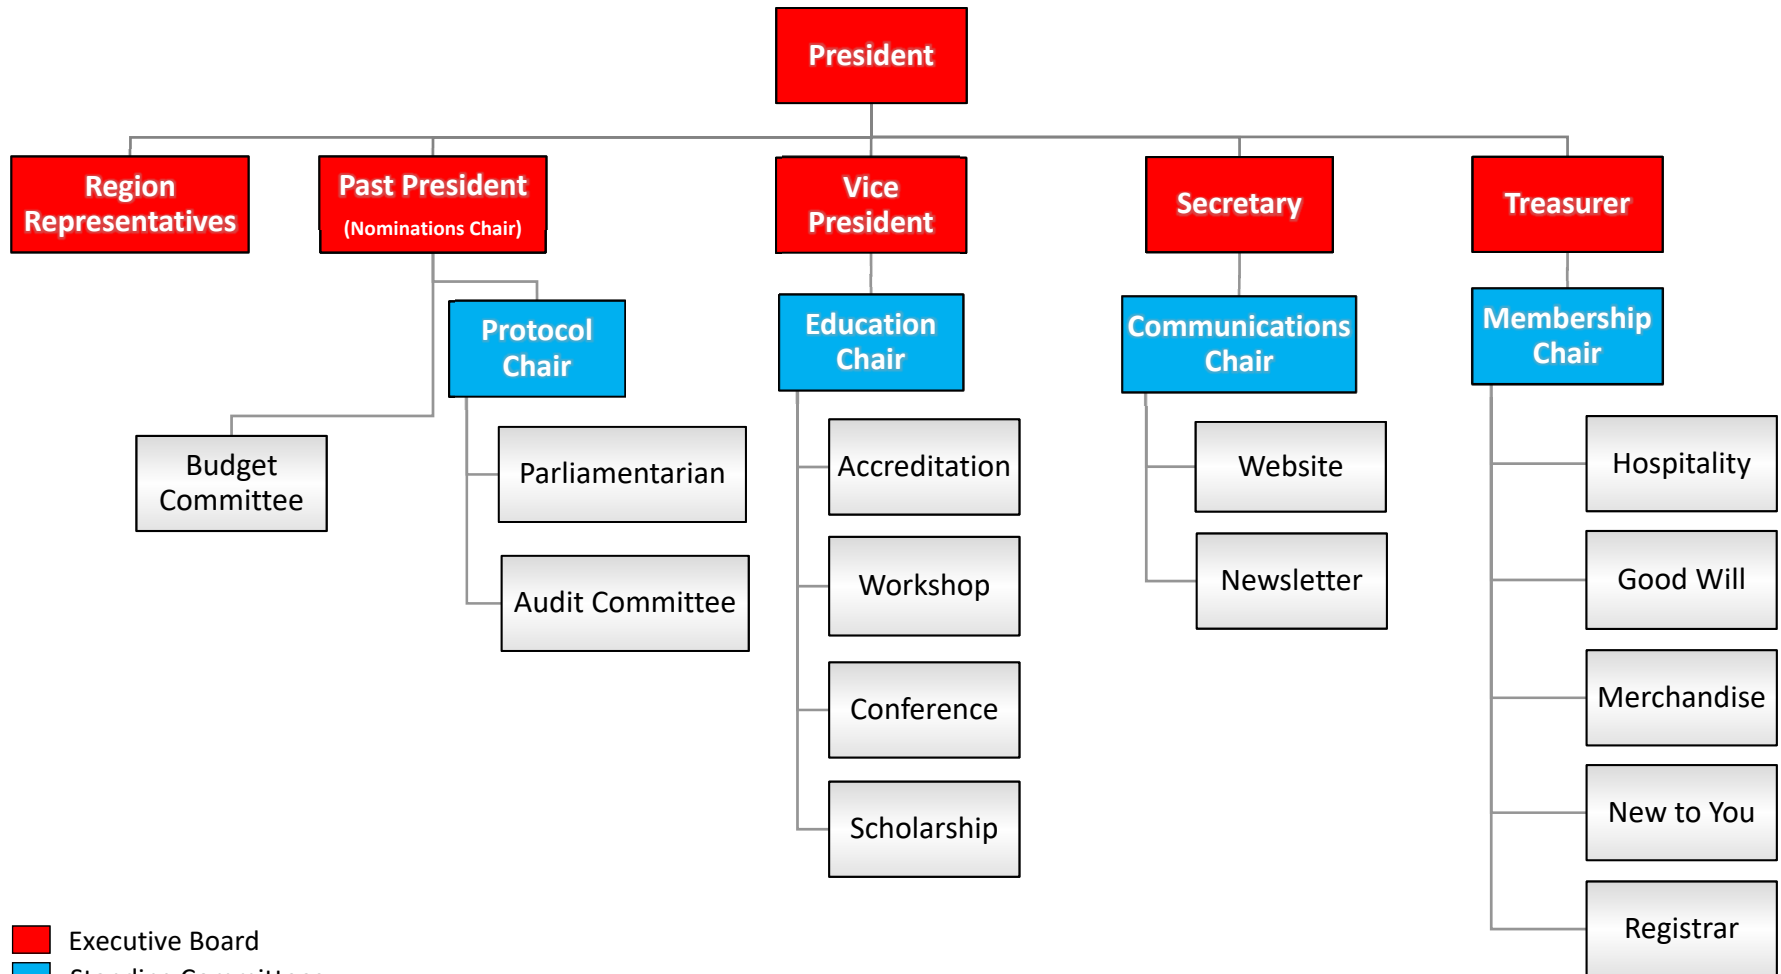 President
Region
Representatives
Past President
(Nominations Chair)
Vice
President
Secretary
Treasurer
Protocol
Chair
Education
Chair
Communications
Chair
Membership
Chair
Budget
Committee
Parliamentarian
Audit Committee
Accreditation
Workshop
Conference
Scholarship
Website
Newsletter
Hospitality
Good Will
Merchandise
New to You
Registrar
Executive Board
Standing Committees